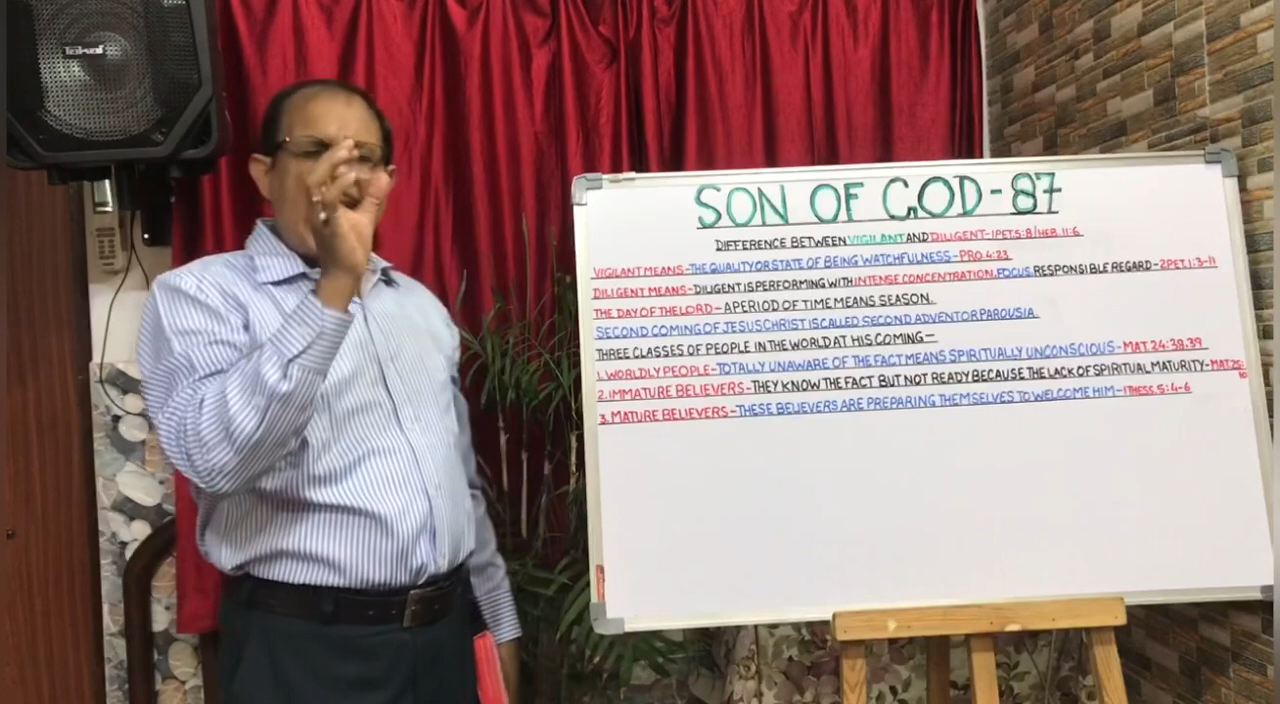 Tokai
SON OF GOD-87
DIFFERENCE BETWEEN VIGILANT AND DILIGENT-1PET.5:8/HEB.11:6
VIGILANT MEANS-THE QUALITY OR STATE OF BEING WATCHFULNESS-PRO.4:23
DILIGENT MEANS-DILIGENT IS PERFORMING WITH INTENSE CONCENTRATION, FOCUS, RESPONSIBLE REGARD-2PET.1:3-11
THE DAY OF THE LORD-A PERIOD OF TIME MEANS SEASON.
SECOND COMING OF JESUS CHRIST IS CALLED SECOND ADVENT OR PAROUSIA.
THREE CLASSES OF PEOPLE IN THE WORLD AT HIS COMING-
1.WORLDLY PEOPLE-TOTALLY UNAWARE OF THE FACT MEANS SPIRITUALLY UNCONSCIOUS-MAT.24:38,39
2.IMMATURE BELIEVERS-THEY KNOW THE FACT BUT NOT READY BECAUSE THE LACK OF SPIRITUAL MATURITY-MAT.25:
10
3.MATURE BELIEVERS-THESE BELIEVERS ARE PREPARING THEMSELVES TO WELCOME HIM-1THESS.5:4-6